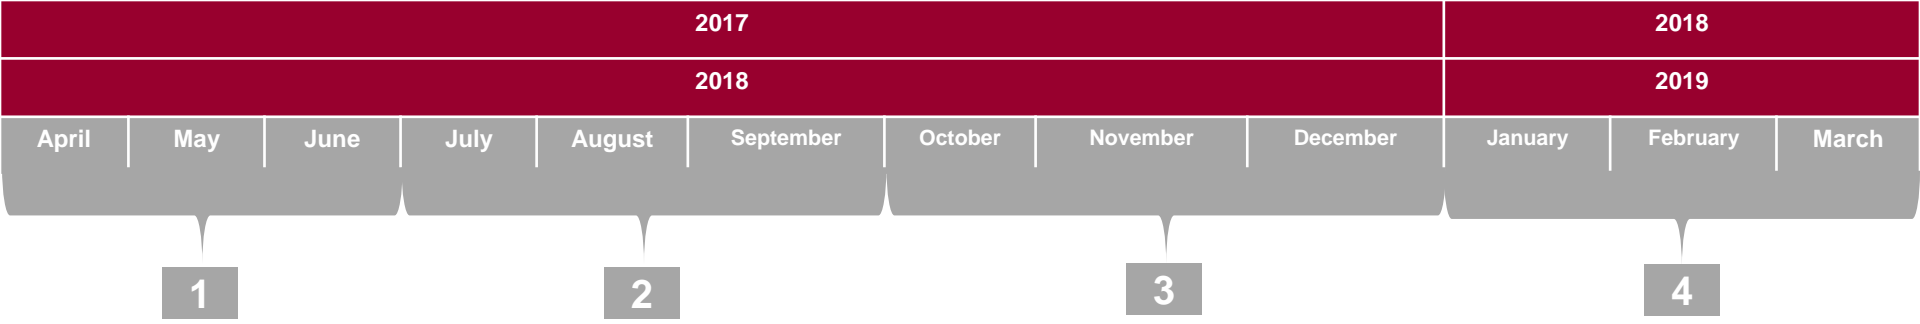 2017 2018
2018 2019
April May June July August September October November December January February March
1 2 3 4